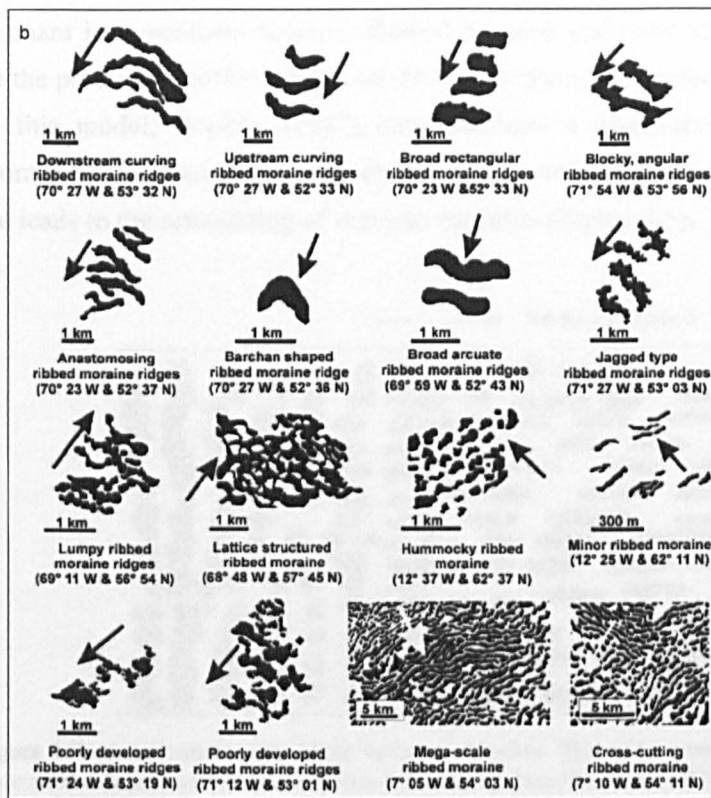 b
1 km
Downstream curving
ribbed moraine ridges
(70° 27 W & 53° 32 N)
1 km
Upstream curving
ribbed moraine ridges
(70° 27 W & 52° 33 N)
1 km
Broad rectangular
ribbed moraine ridges
(70° 23 W &52° 33 N)
1 km
Blocky, angular
ribbed moraine ridges
(71° 54 W & 53° 56 N)
1 km
Anastomosing
ribbed moraine ridges
(70° 23 W & 52° 37 N)
1 km
Barchan shaped
ribbed moraine ridge
(70° 27 W & 52° 36 N)
1 km
Broad arcuate
ribbed moraine ridges
(69° 59 W & 52° 43 N)
1 km
Jagged type
ribbed moraine ridges
(71° 27 W & 53° 03 N)
1 km
Lumpy ribbed
moraine ridges
(69° 11 W & 56° 54 N)
1 km
Lattice structured
ribbed moraine
(68° 48 W & 57° 45 N)
1 km
Hummocky ribbed
moraine
(12° 37 W & 62° 37 N)
300 m
Minor ribbed moraine
(12° 25 W & 62° 11 N)
1 km
Poorly developed
ribbed moraine ridges
(71° 24 W & 53° 19 N)
1 km
Poorly developed
ribbed moraine ridges
(71° 12 W & 53° 01 N)
5 km
Mega-scale
ribbed moraine
(7° 05 W & 54° 03 N)
5 km
Cross-cutting
ribbed moraine
(7° 10 W & 54° 11 N)